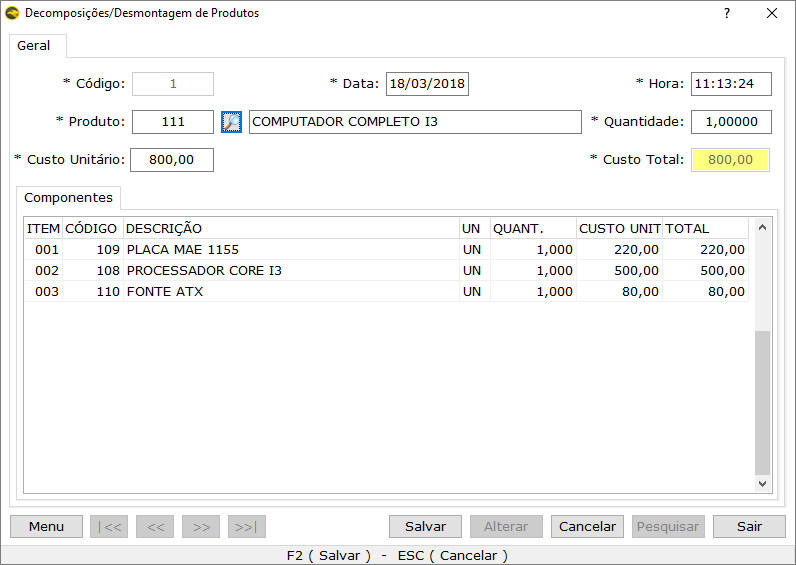 Decomposições/Desmontagem de Produtos ?
Geral
* Código: 1 * Data: 18/03/2018 * Hora: 11:13:24
* Produto: 111 COMPUTADOR COMPLETO I3 * Quantidade: 1,00000
* Custo Unitário: 800,00 * Custo Total: 800,00
Componentes
ITEM CÓDIGO DESCRIÇÃO UN QUANT. CUSTO UNIT TOTAL
001 109 PLACA MAE 1155 UN 1,000 220,00 220,00
002 108 PROCESSADOR CORE I3 UN 1,000 500,00 500,00
003 110 FONTE ATX UN 1,000 80,00 80,00
Menu |<< << >> >>| Salvar Alterar Cancelar Pesquisar Sair
F2 ( Salvar ) - ESC ( Cancelar )